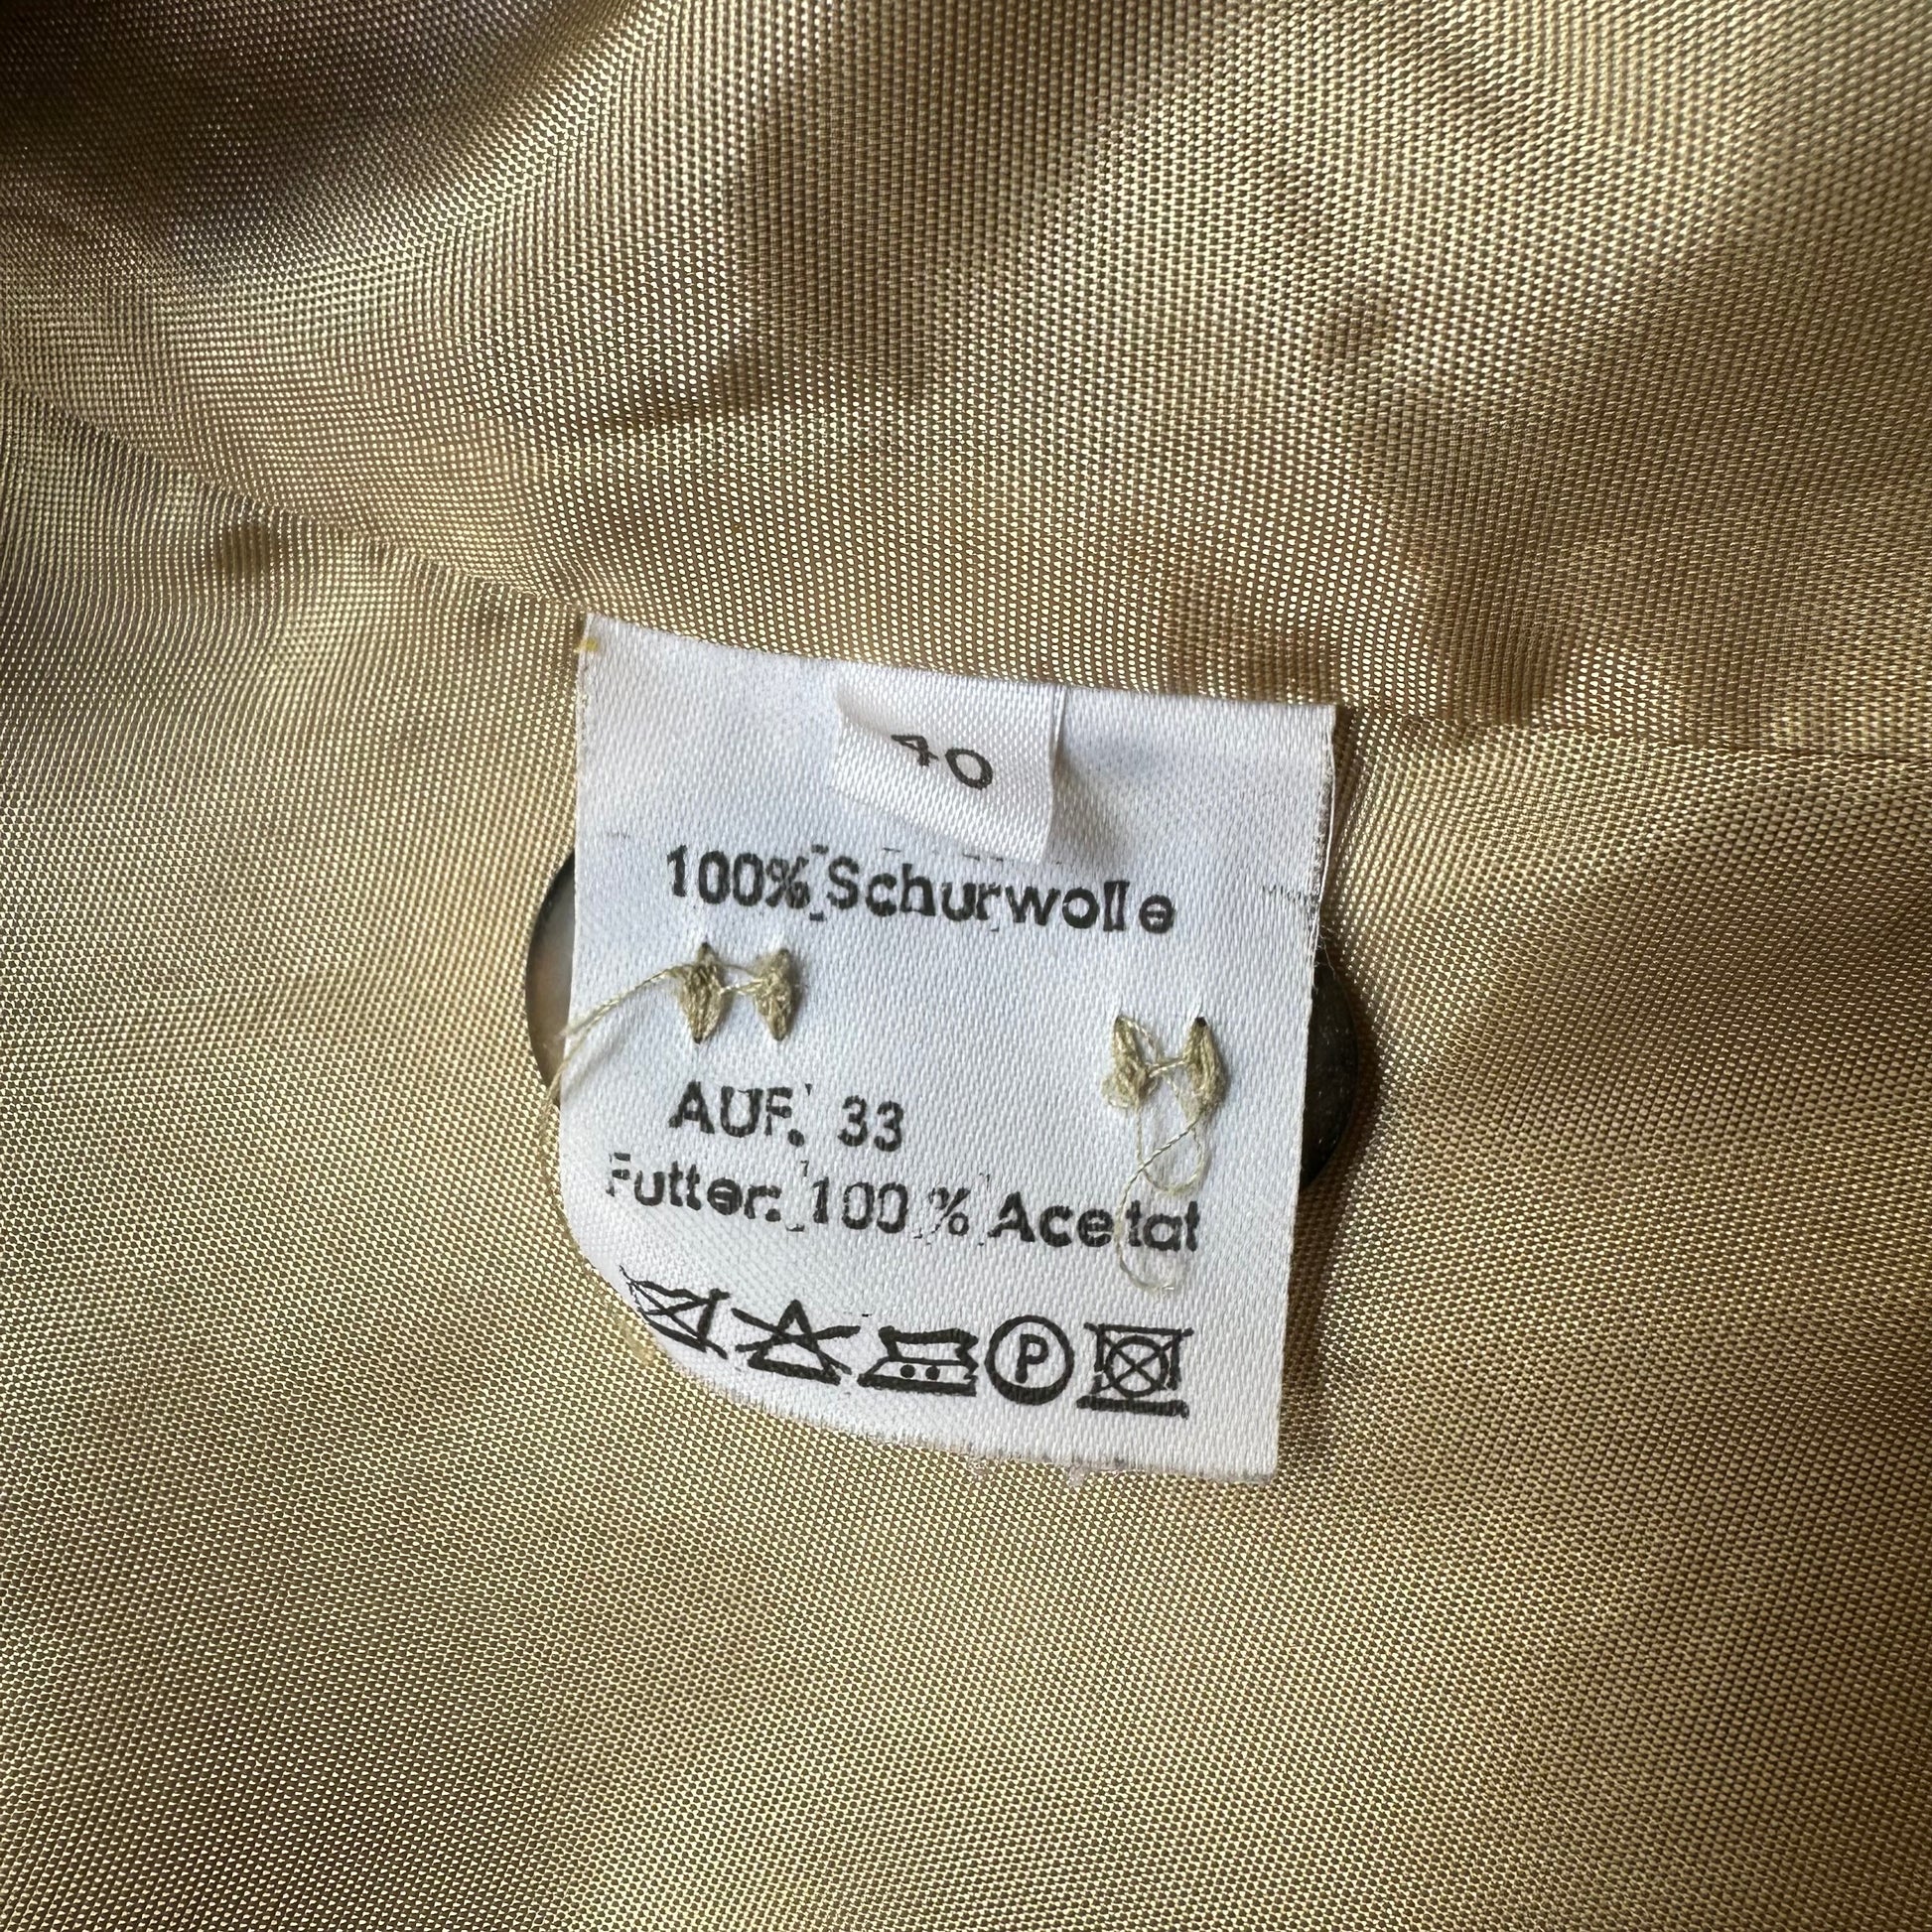 40
100% Schurwolle
AUF. 33
Futter: 100 % Acetat
P